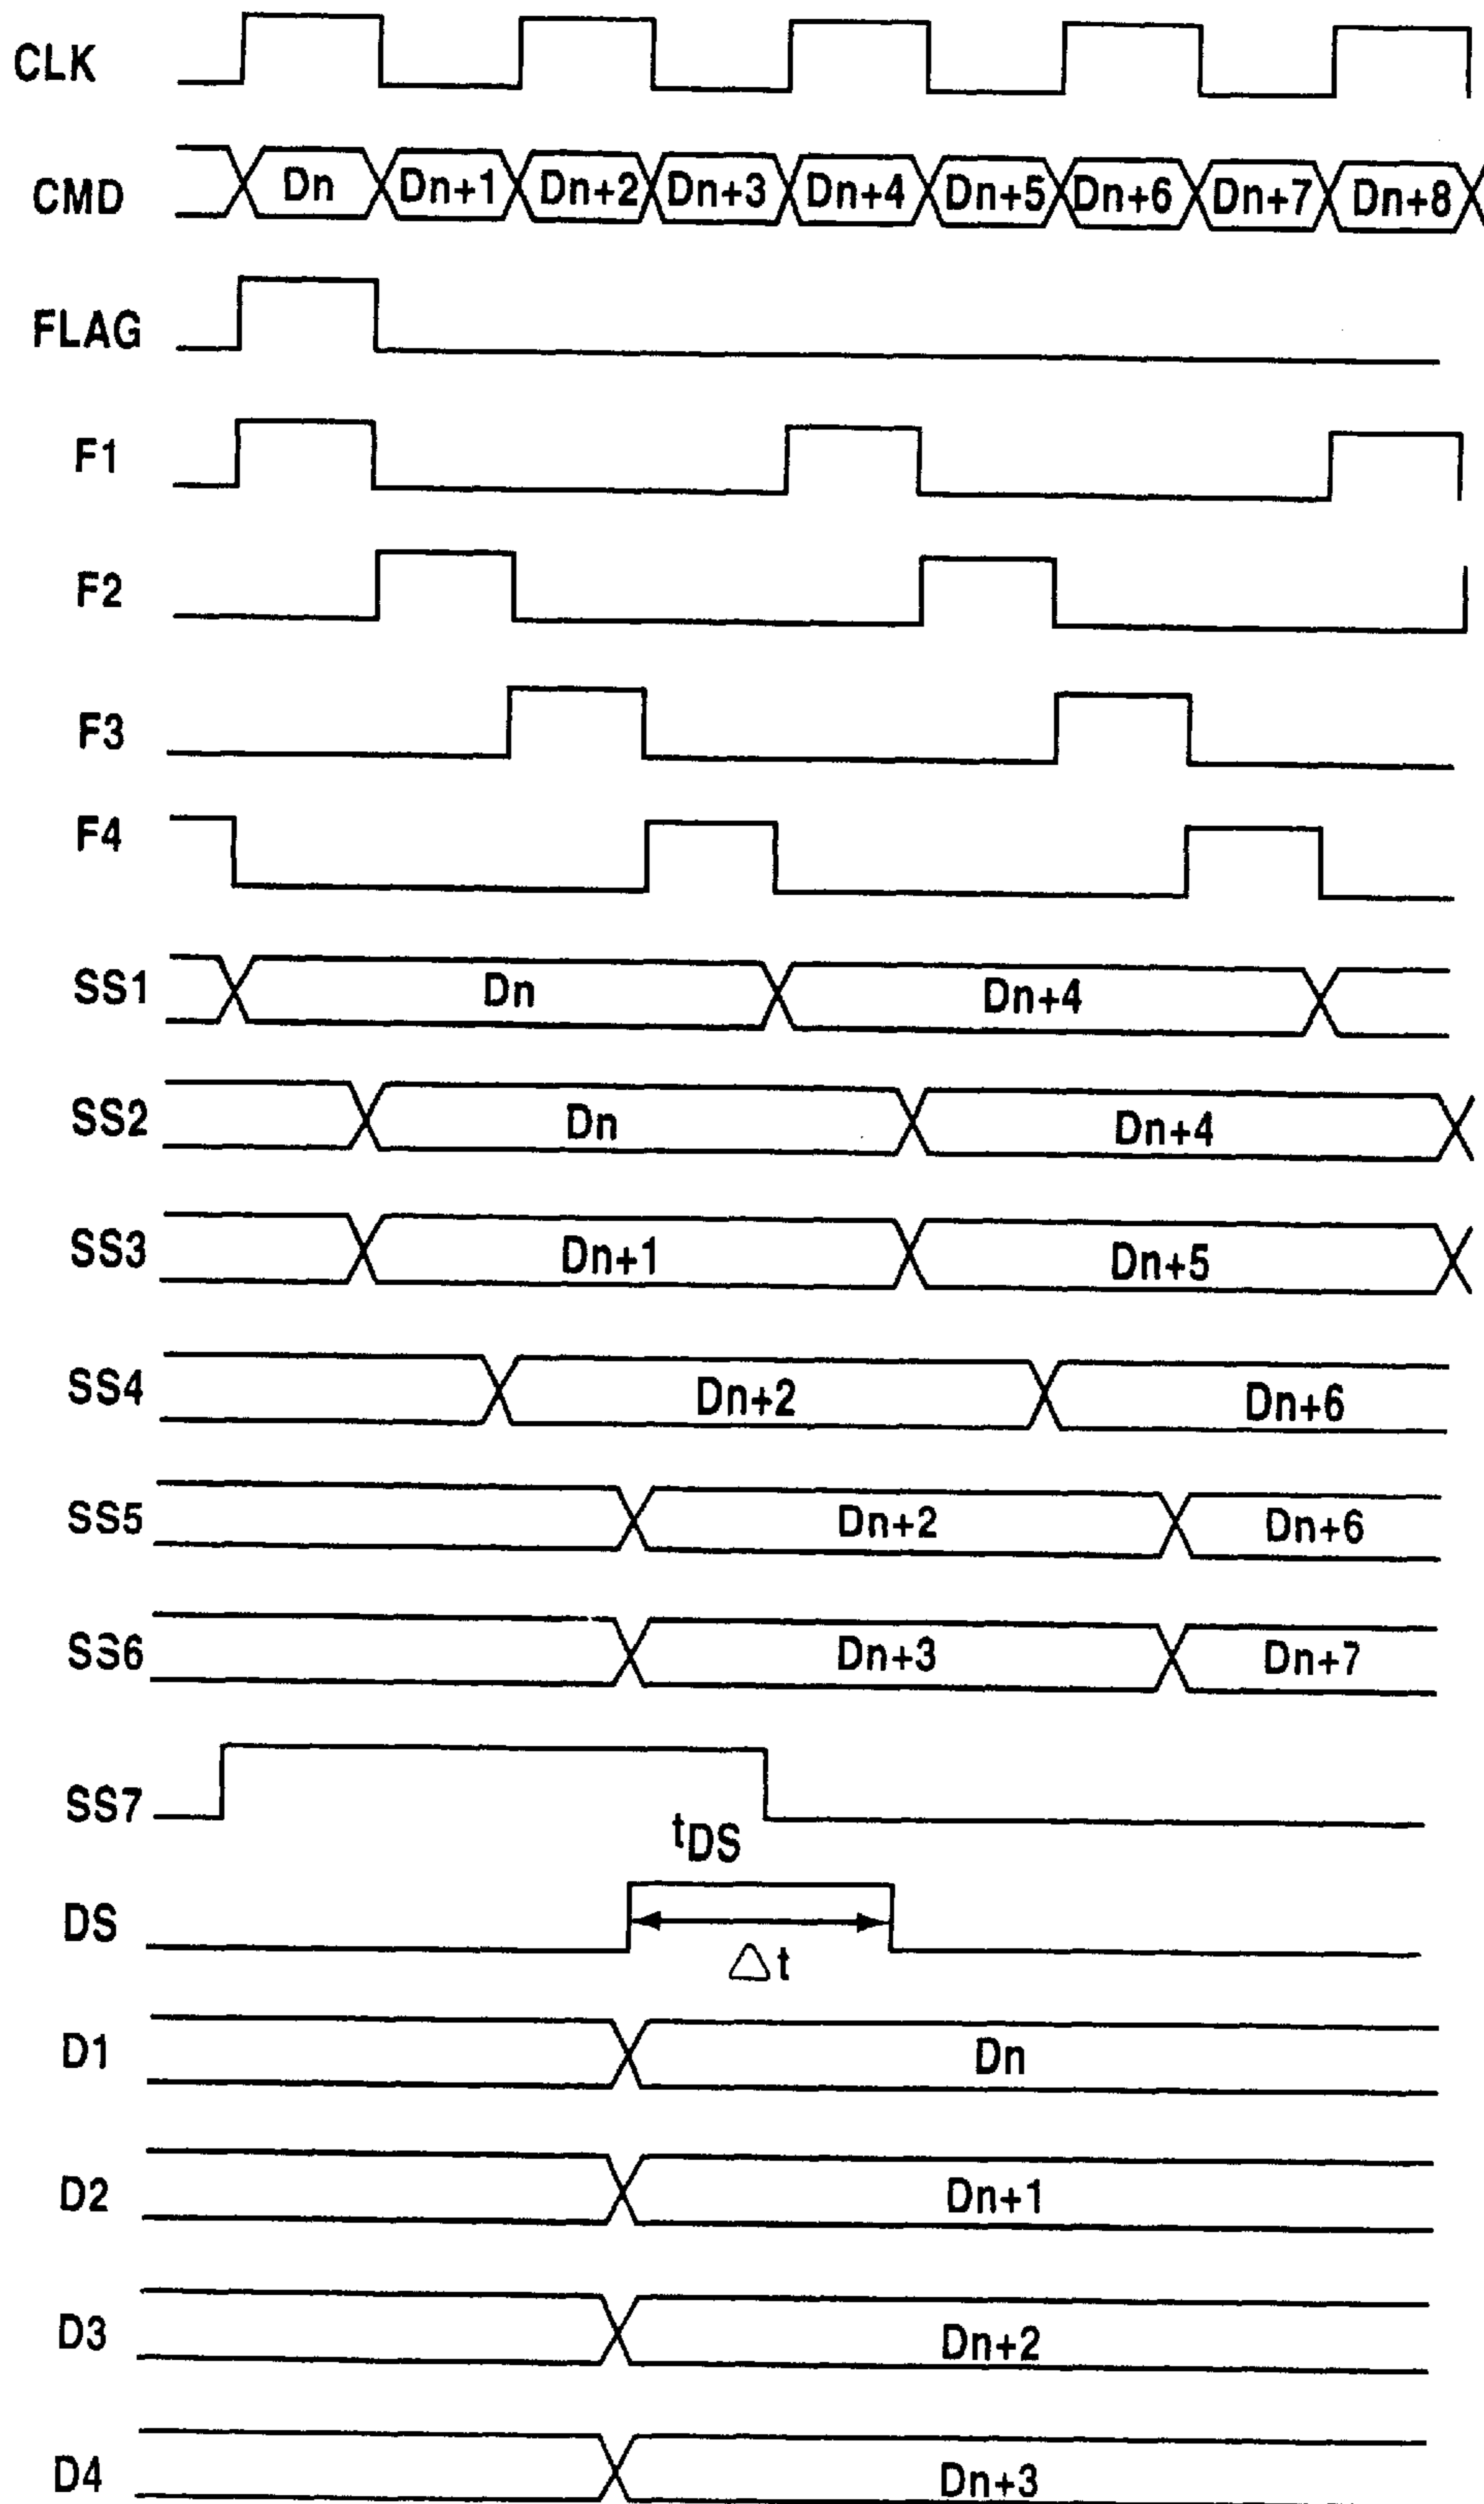 CLK
CMD Dn Dn+1 Dn+2 Dn+3 Dn+4 Dn+5 Dn+6 Dn+7 Dn+8
FLAG
F1
F2
F3
F4
SS1 Dn Dn+4
SS2 Dn Dn+4
SS3 Dn+1 Dn+5
SS4 Dn+2 Dn+6
SS5 Dn+2 Dn+6
SS6 Dn+3 Dn+7
SS7
tDS
DS
△t
D1 Dn
D2 Dn+1
D3 Dn+2
D4 Dn+3